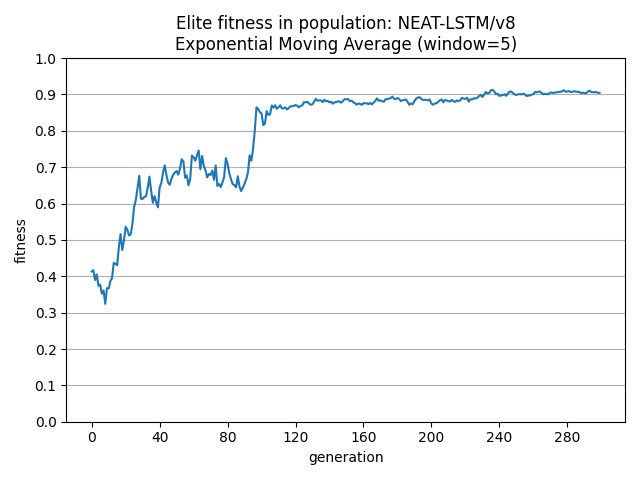 Elite fitness in population: NEAT-LSTM/v8
Exponential Moving Average (window=5)
1.0
0.9
0.8
0.7
0.6
0.5
0.4
0.3
0.2
0.1
0.0
fitness
0 40 80 120 160 200 240 280
generation